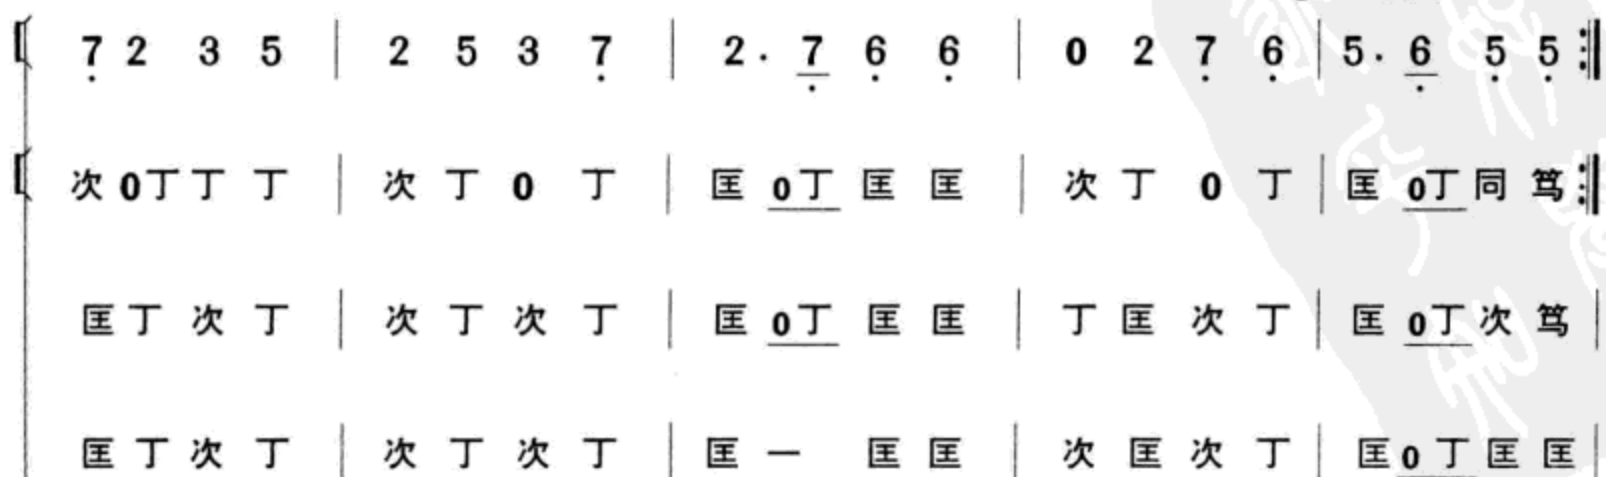 7 2 3 5 | 2 5 3 7 | 2 . 7 6 6 | 0 2 7 6 | 5 . 6 5 5 :|
次 0 丁 丁 丁 | 次 丁 0 丁 | 匡 0丁 匡 匡 | 次 丁 0 丁 | 匡 0丁 同 笃 :|
匡 丁 次 丁 | 次 丁 次 丁 | 匡 0丁 匡 匡 | 丁 匡 次 丁 | 匡 0丁 次 笃 |
匡 丁 次 丁 | 次 丁 次 丁 | 匡 — 匡 匡 | 次 匡 次 丁 | 匡 0 丁 匡 匡 |